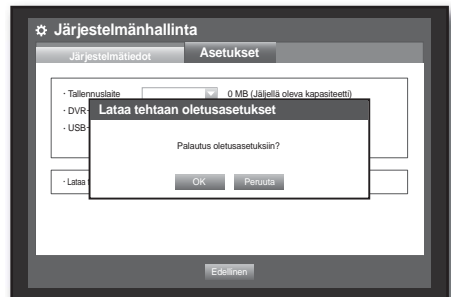 Järjestelmänhallinta
Järjestelmätiedot Asetukset
· Tallennuslaite 0 MB (Jäljellä oleva kapasiteetti)
· DVR-
· USB-
Lataa tehtaan oletusasetukset
Palautus oletusasetuksiin?
· Lataa
OK Peruuta
Edellinen